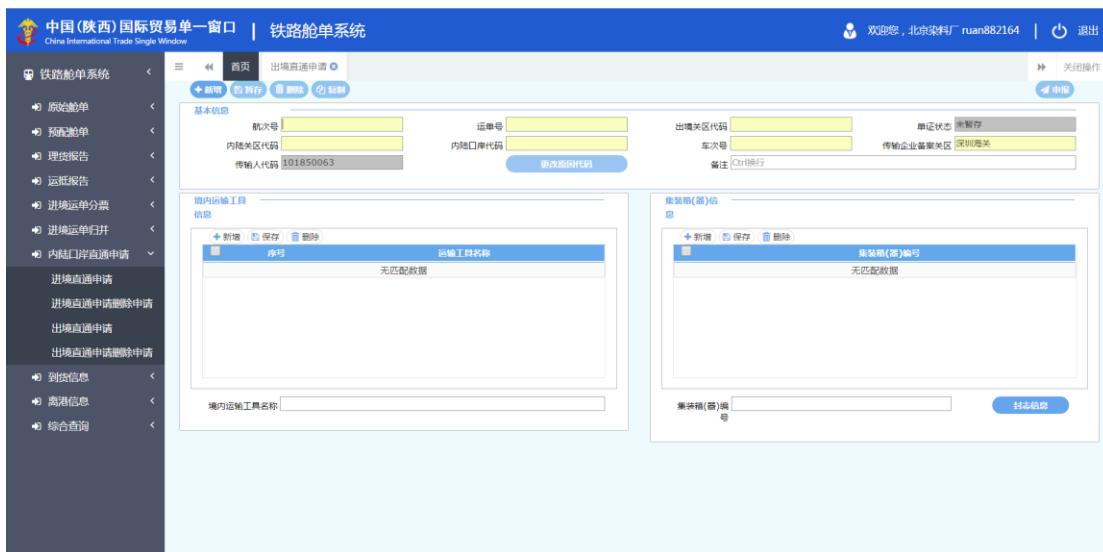 中国(陕西)国际贸易单一窗口 | 铁路舱单系统
China International Trade Single Window
欢迎您，北京染料厂 ruan882164 | 退出
铁路舱单系统
原始舱单
预配舱单
理货报告
运抵报告
进境运单分票
进境运单归并
内陆口岸直通申请
进境直通申请
进境直通申请删除申请
出境直通申请
出境直通申请删除申请
到货信息
离港信息
综合查询
首页 出境直通申请 关闭操作
新增 暂存 删除 复制 申报
基本信息
航次号 运单号 出境关区代码 单证状态 未暂存
内陆关区代码 内陆口岸代码 车次号 传输企业备案关区 深圳海关
传输人代码 101850063 更改原因代码 备注 Ctrl换行
境内运输工具
信息
新增 保存 删除
序号 运输工具名称
无匹配数据
境内运输工具名称
集装箱(器)信
息
新增 保存 删除
集装箱(器)编号
无匹配数据
集装箱(器)编
号
封志信息